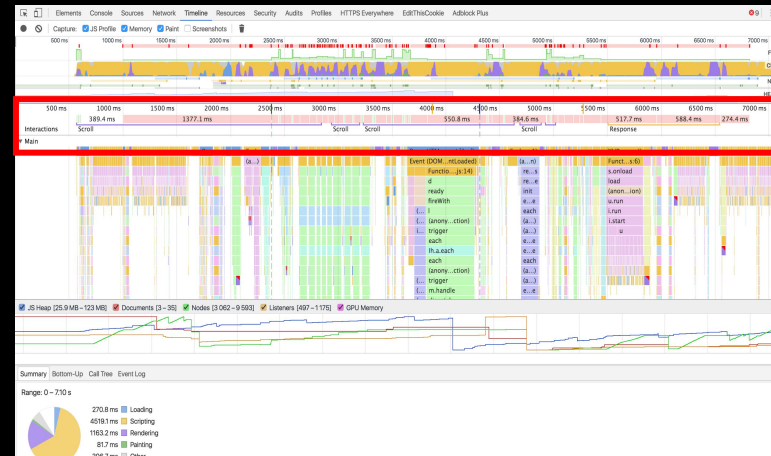 Elements Console Sources Network Timeline Resources Security Audits Profiles HTTPS Everywhere EditThisCookie Adblock Plus 9
Capture: JS Profile Memory Paint Screenshots
500 ms 1000 ms 1500 ms 2000 ms 2500 ms 3000 ms 3500 ms 4000 ms 4500 ms 5000 ms 5500 ms 6000 ms 6500 ms 7000 ms
500 ms 1000 ms 1500 ms 2000 ms 2500 ms 3000 ms 3500 ms 4000 ms 4500 ms 5000 ms 5500 ms 6000 ms 6500 ms 7000 ms
389.4 ms 1377.1 ms 550.8 ms 384.6 ms 517.7 ms 588.4 ms 274.4 ms
Interactions Scroll Scroll Scroll Scroll Response
Main
(a...) Event (DOM...ntLoaded) (a...n) Funct...s:6)
Functio...js:14) re...s s.onload
d re...e load
ready init (anon...ion)
fireWith e...e u.run
(... l each i.run
(... (anony...ction) (a...) i.start
(... trigger (a...) u
each e...e
lh.a.each e...e
each each
(anony...ction) (a...)
(... trigger (a...)
(... m.handle e...e
JS Heap [25.9 MB – 123 MB] Documents [3 – 35] Nodes [3 062 – 9 593] Listeners [497 – 1 175] GPU Memory
Summary Bottom-Up Call Tree Event Log
Range: 0 – 7.10 s
270.8 ms Loading
4519.1 ms Scripting
1163.2 ms Rendering
81.7 ms Painting